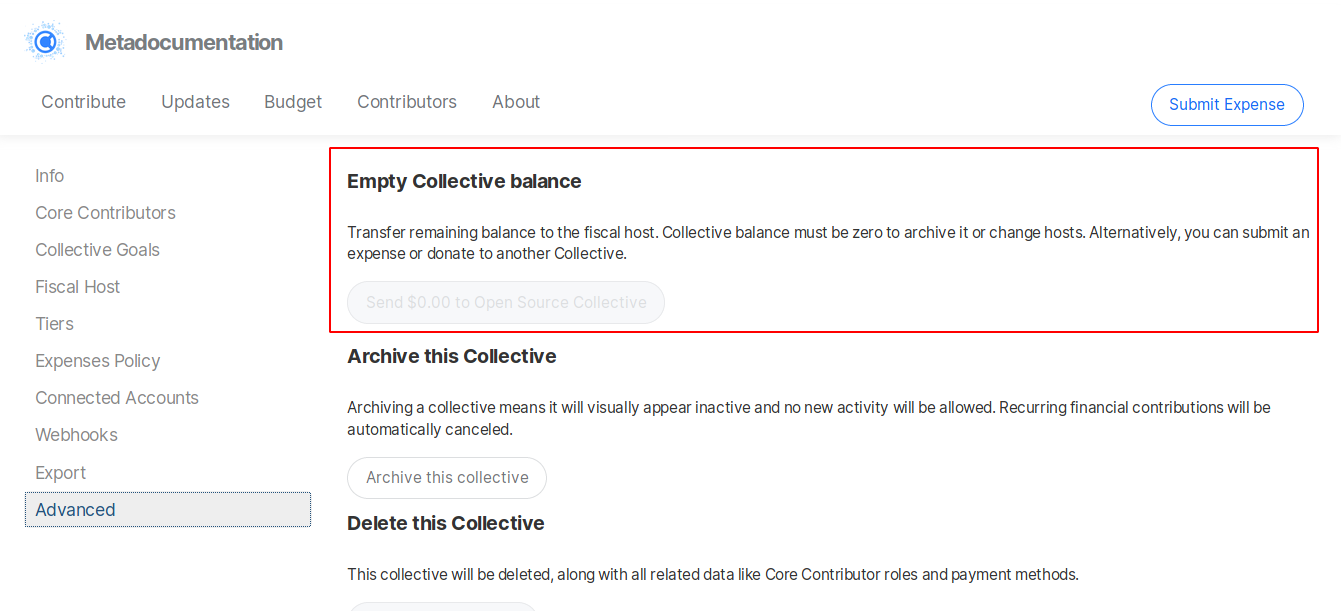 Metadocumentation
Contribute
Updates
Budget
Contributors
About
Submit Expense
Info
Core Contributors
Collective Goals
Fiscal Host
Tiers
Expenses Policy
Connected Accounts
Webhooks
Export
Advanced
Empty Collective balance
Transfer remaining balance to the fiscal host. Collective balance must be zero to archive it or change hosts. Alternatively, you can submit an
expense or donate to another Collective.
Send $0.00 to Open Source Collective
Archive this Collective
Archiving a collective means it will visually appear inactive and no new activity will be allowed. Recurring financial contributions will be
automatically canceled.
Archive this collective
Delete this Collective
This collective will be deleted, along with all related data like Core Contributor roles and payment methods.